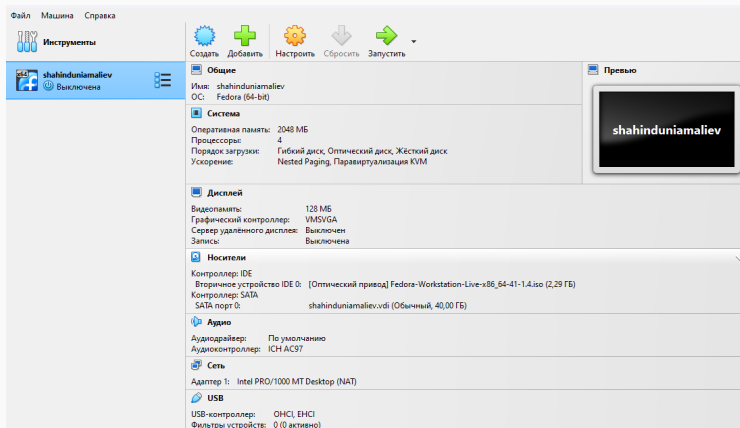 Файл Машина Справка
Инструменты
Создать Добавить Настроить Сбросить Запустить
x64
shahinduniamaliev
Выключена
Общие
Имя: shahinduniamaliev
ОС: Fedora (64-bit)
Превью
shahinduniamaliev
Система
Оперативная память: 2048 МБ
Процессоры: 4
Порядок загрузки: Гибкий диск, Оптический диск, Жёсткий диск
Ускорение: Nested Paging, Паравиртуализация KVM
Дисплей
Видеопамять: 128 МБ
Графический контроллер: VMSVGA
Сервер удалённого дисплея: Выключен
Запись: Выключена
Носители
Контроллер: IDE
Вторичное устройство IDE 0: [Оптический привод] Fedora-Workstation-Live-x86_64-41-1.4.iso (2,29 ГБ)
Контроллер: SATA
SATA порт 0: shahinduniamaliev.vdi (Обычный, 40,00 ГБ)
Аудио
Аудиодрайвер: По умолчанию
Аудиоконтроллер: ICH AC97
Сеть
Адаптер 1: Intel PRO/1000 MT Desktop (NAT)
USB
USB-контроллер: OHCI, EHCI
Фильтры устройств: 0 (0 активно)